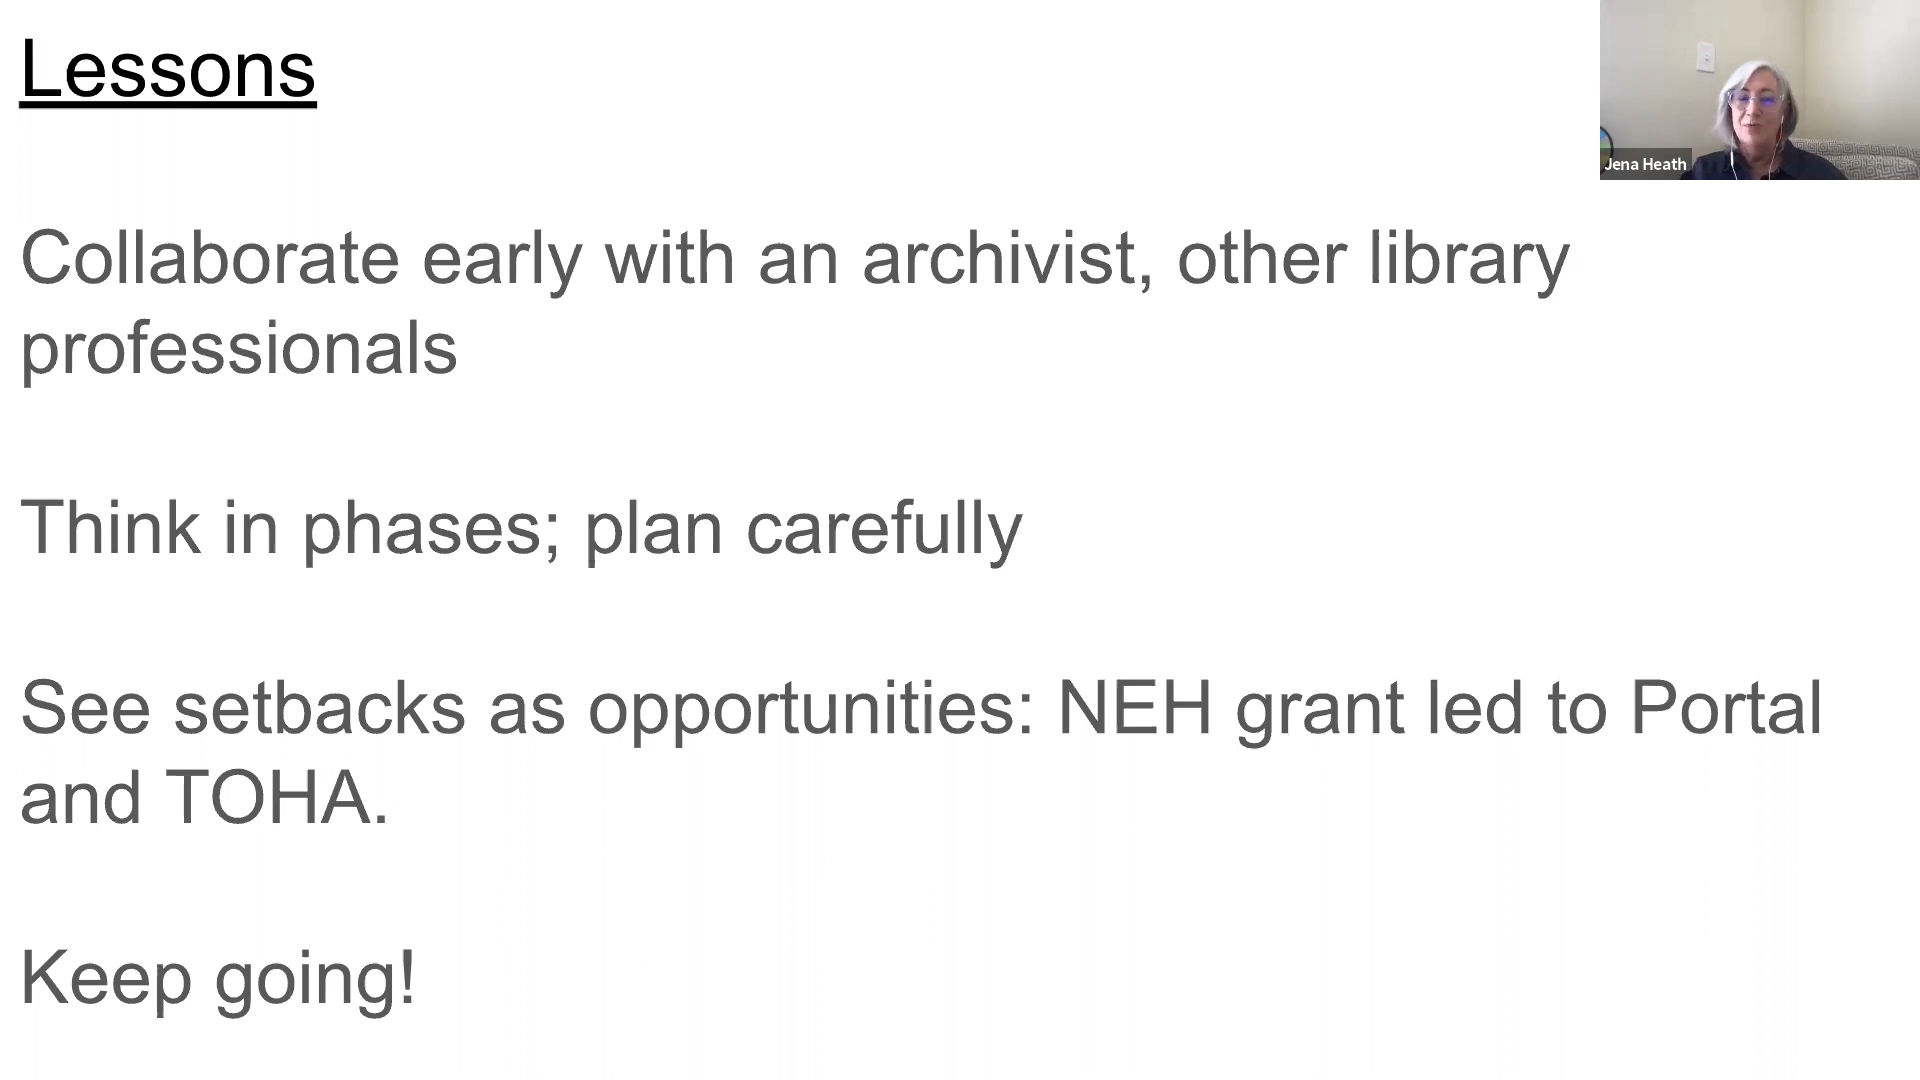 Lessons
Jena Heath
Collaborate early with an archivist, other library
professionals
Think in phases; plan carefully
See setbacks as opportunities: NEH grant led to Portal
and TOHA.
Keep going!